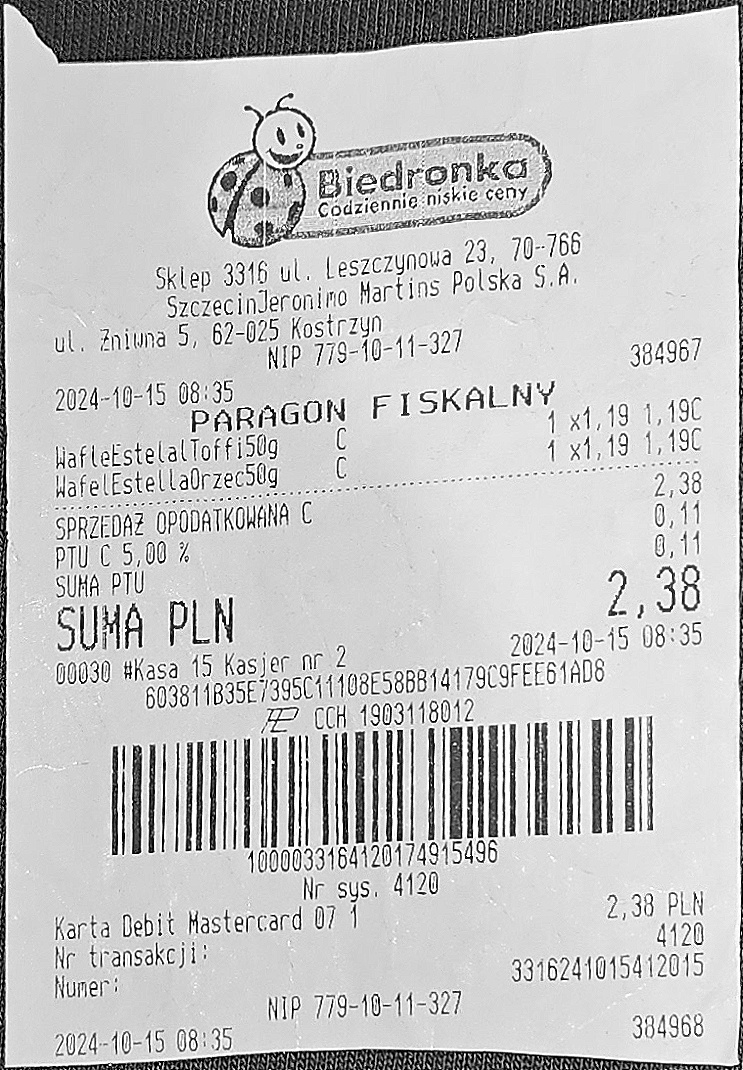 Biedronka
Codziennie niskie ceny
Sklep 3316 ul. Leszczynowa 23, 70-766
SzczecinJeronimo Martins Polska S.A.
ul. Żniwna 5, 62-025 Kostrzyn
NIP 779-10-11-327
2024-10-15 08:35 384967
PARAGON FISKALNY
WafleEstelalToffi50g C 1 x1,19 1,19C
WafelEstellaOrzec50g C 1 x1,19 1,19C
SPRZEDAŻ OPODATKOWANA C 2,38
PTU C 5,00 % 0,11
SUMA PTU 0,11
SUMA PLN 2,38
00030 #Kasa 15 Kasjer nr 2 2024-10-15 08:35
603811B35E7395C11108E58BB14179C9FEE61AD8
CCH 1903118012
1000033164120174915496
Nr sys. 4120
Karta Debit Mastercard 07 1 2,38 PLN
Nr transakcji: 4120
Numer: 3316241015412015
NIP 779-10-11-327
2024-10-15 08:35 384968